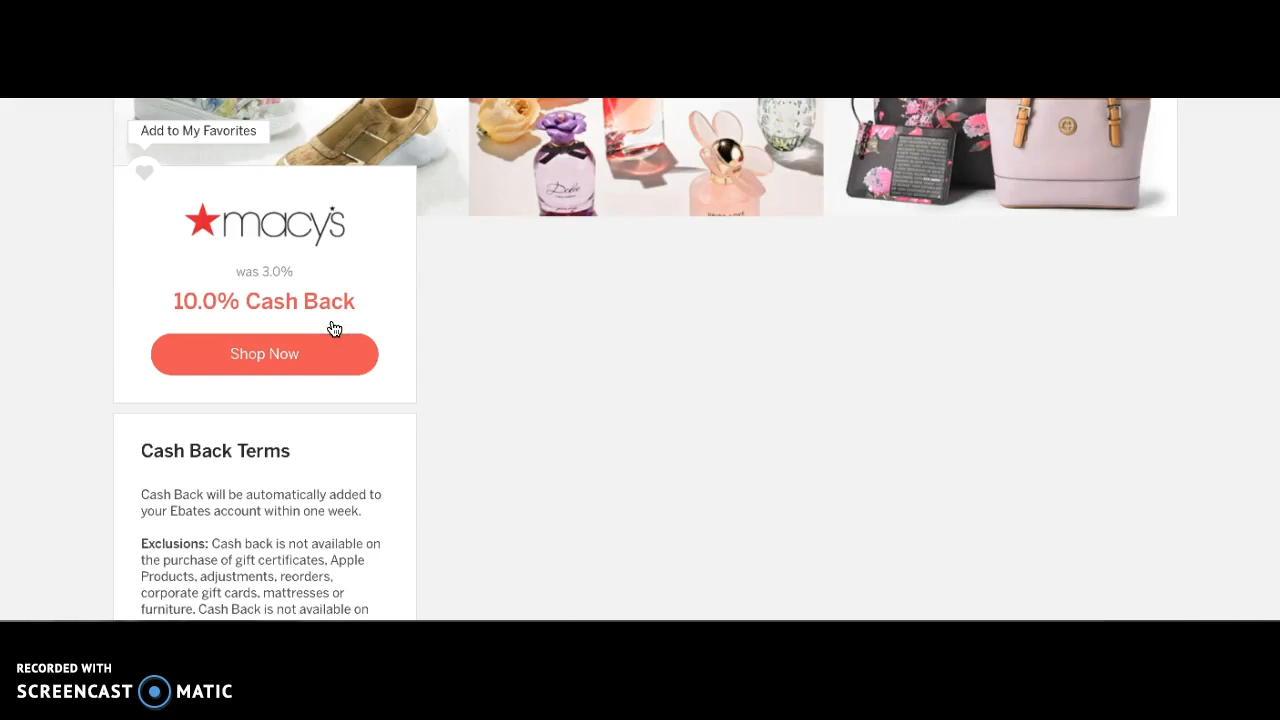 Add to My Favorites
Dolce
macy's
was 3.0%
10.0% Cash Back
Shop Now
Cash Back Terms
Cash Back will be automatically added to
your Ebates account within one week.
Exclusions: Cash back is not available on
the purchase of gift certificates, Apple
Products, adjustments, reorders,
corporate gift cards, mattresses or
furniture. Cash Back is not available on
RECORDED WITH
SCREENCAST MATIC